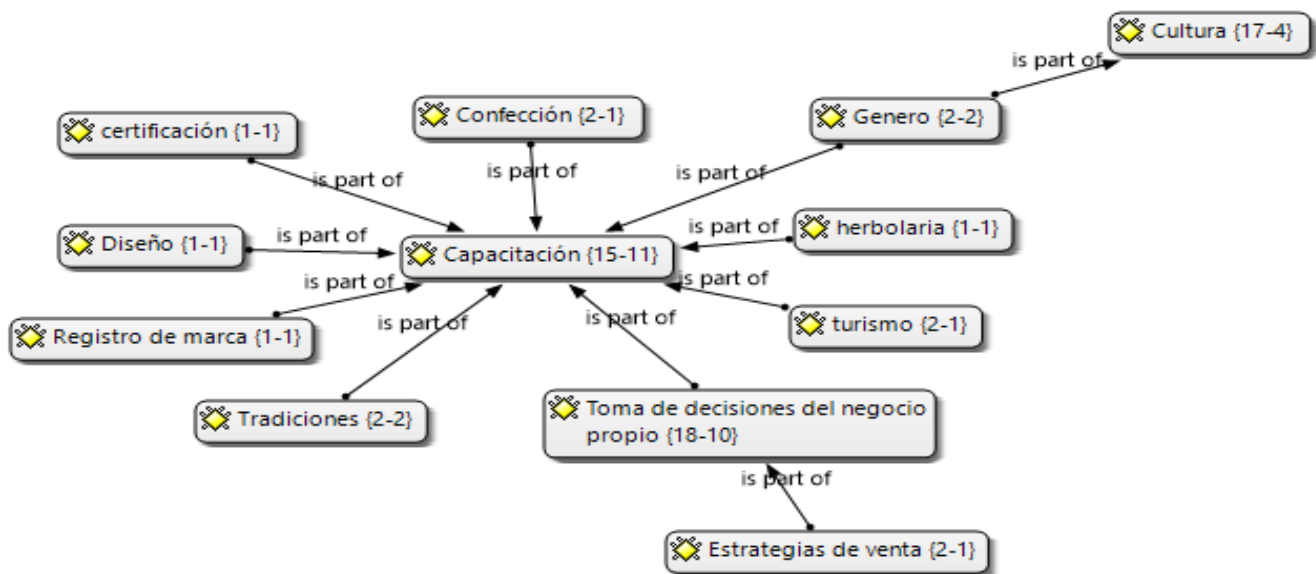 Cultura {17-4}
is part of
Confección {2-1}
Genero {2-2}
certificación {1-1}
is part of
is part of
is part of
herbolaria {1-1}
is part of
Diseño {1-1}
is part of
Capacitación {15-11}
is part of
is part of
turismo {2-1}
Registro de marca {1-1}
is part of
is part of
Toma de decisiones del negocio
propio {18-10}
Tradiciones {2-2}
is part of
Estrategias de venta {2-1}